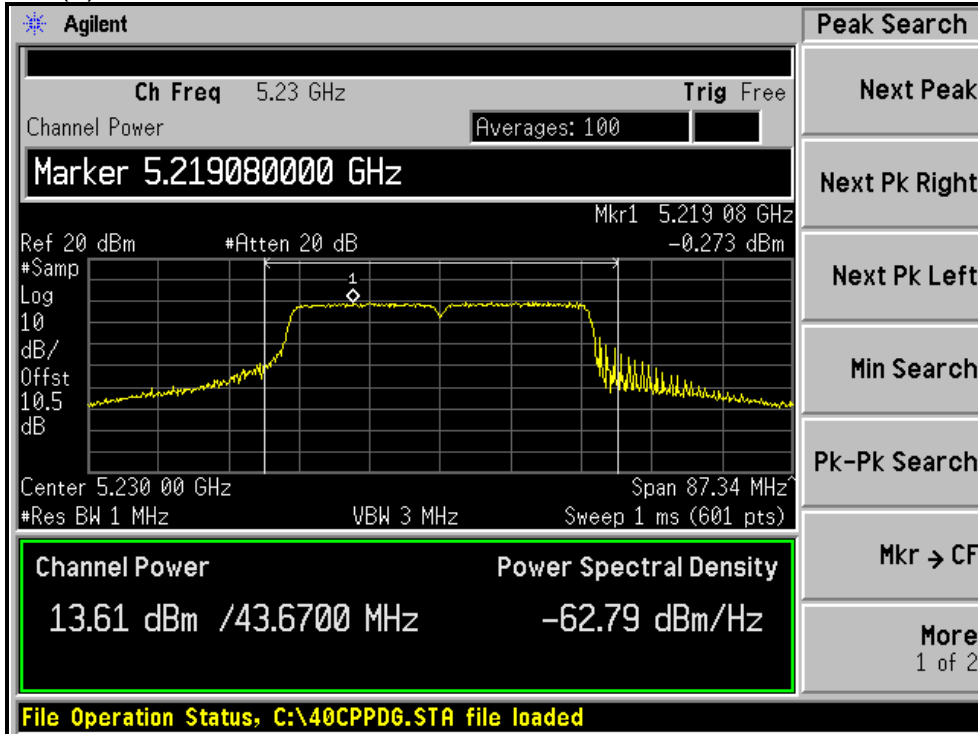 Agilent
Peak Search
Ch Freq 5.23 GHz Trig Free
Channel Power Averages: 100
Marker 5.219080000 GHz
Mkr1 5.219 08 GHz
Ref 20 dBm #Atten 20 dB -0.273 dBm
#Samp
Log
10
dB/
Offst
10.5
dB
1
Center 5.230 00 GHz Span 87.34 MHz^
#Res BW 1 MHz VBW 3 MHz Sweep 1 ms (601 pts)
Channel Power Power Spectral Density
13.61 dBm /43.6700 MHz -62.79 dBm/Hz
Next Peak
Next Pk Right
Next Pk Left
Min Search
Pk-Pk Search
Mkr → CF
More
1 of 2
File Operation Status, C:\40CPPDG.STA file loaded